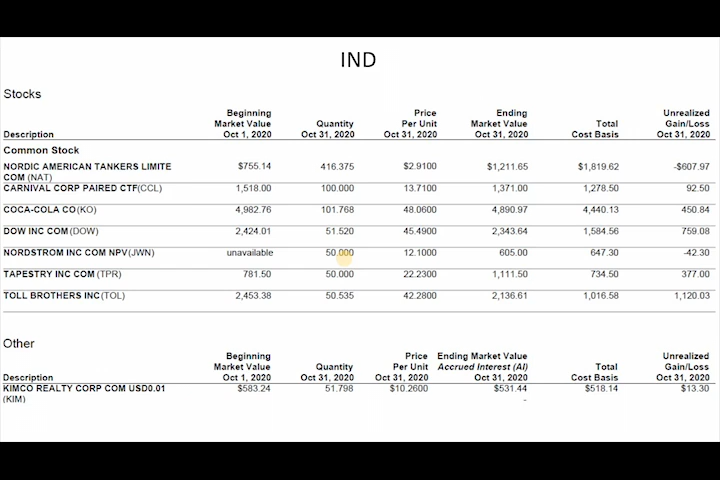 IND
Stocks
Description Beginning Market Value Oct 1, 2020 Quantity Oct 31, 2020 Price Per Unit Oct 31, 2020 Ending Market Value Oct 31, 2020 Total Cost Basis Unrealized Gain/Loss Oct 31, 2020
Common Stock
NORDIC AMERICAN TANKERS LIMITE COM (NAT) $755.14 416.375 $2.9100 $1,211.65 $1,819.62 -$607.97
CARNIVAL CORP PAIRED CTF(CCL) 1,518.00 100.000 13.7100 1,371.00 1,278.50 92.50
COCA-COLA CO(KO) 4,982.76 101.768 48.0600 4,890.97 4,440.13 450.84
DOW INC COM (DOW) 2,424.01 51.520 45.4900 2,343.64 1,584.56 759.08
NORDSTROM INC COM NPV(JWN) unavailable 50.000 12.1000 605.00 647.30 -42.30
TAPESTRY INC COM (TPR) 781.50 50.000 22.2300 1,111.50 734.50 377.00
TOLL BROTHERS INC(TOL) 2,453.38 50.535 42.2800 2,136.61 1,016.58 1,120.03
Other
Description Beginning Market Value Oct 1, 2020 Quantity Oct 31, 2020 Price Per Unit Oct 31, 2020 Ending Market Value Accrued Interest (AI) Oct 31, 2020 Total Cost Basis Unrealized Gain/Loss Oct 31, 2020
KIMCO REALTY CORP COM USD0.01 (KIM) $583.24 51.798 $10.2600 $531.44 - $518.14 $13.30